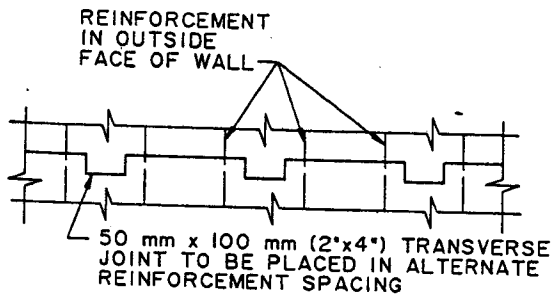 REINFORCEMENT
IN OUTSIDE
FACE OF WALL
50 mm x 100 mm (2"x4") TRANSVERSE
JOINT TO BE PLACED IN ALTERNATE
REINFORCEMENT SPACING